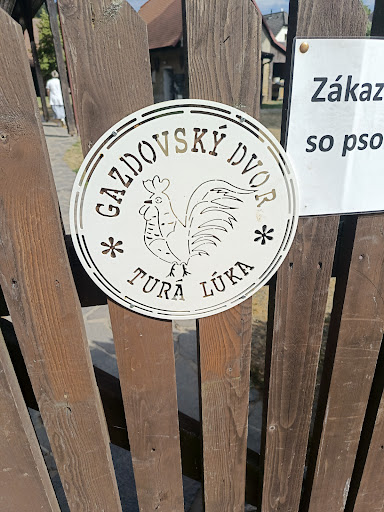 GAZDOVSKÝ DVOR
* *
TURÁ LÚKA
Zákaz
so pso